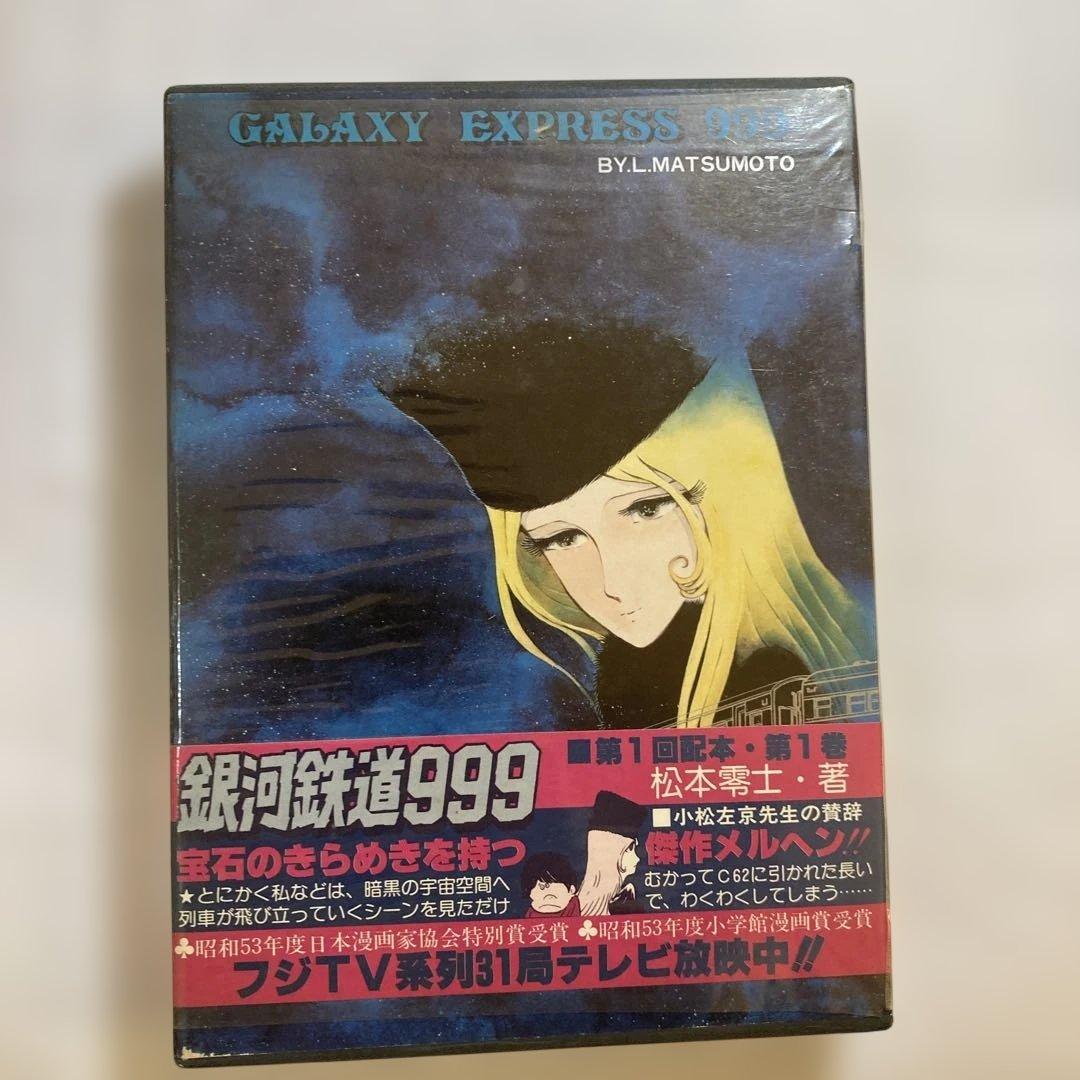 GALAXY EXPRESS 999
BY.L.MATSUMOTO
■第1回配本・第1巻
銀河鉄道999
松本零士・著
■小松左京先生の賛辞
宝石のきらめきを持つ
傑作メルヘン!!
★とにかく私などは、暗黒の宇宙空間へ
むかってC62に引かれた長い
列車が飛び立っていくシーンを見ただけ
で、わくわくしてしまう……
♣昭和53年度日本漫画家協会特別賞受賞 ♣昭和53年度小学館漫画賞受賞
フジTV系列31局テレビ放映中!!